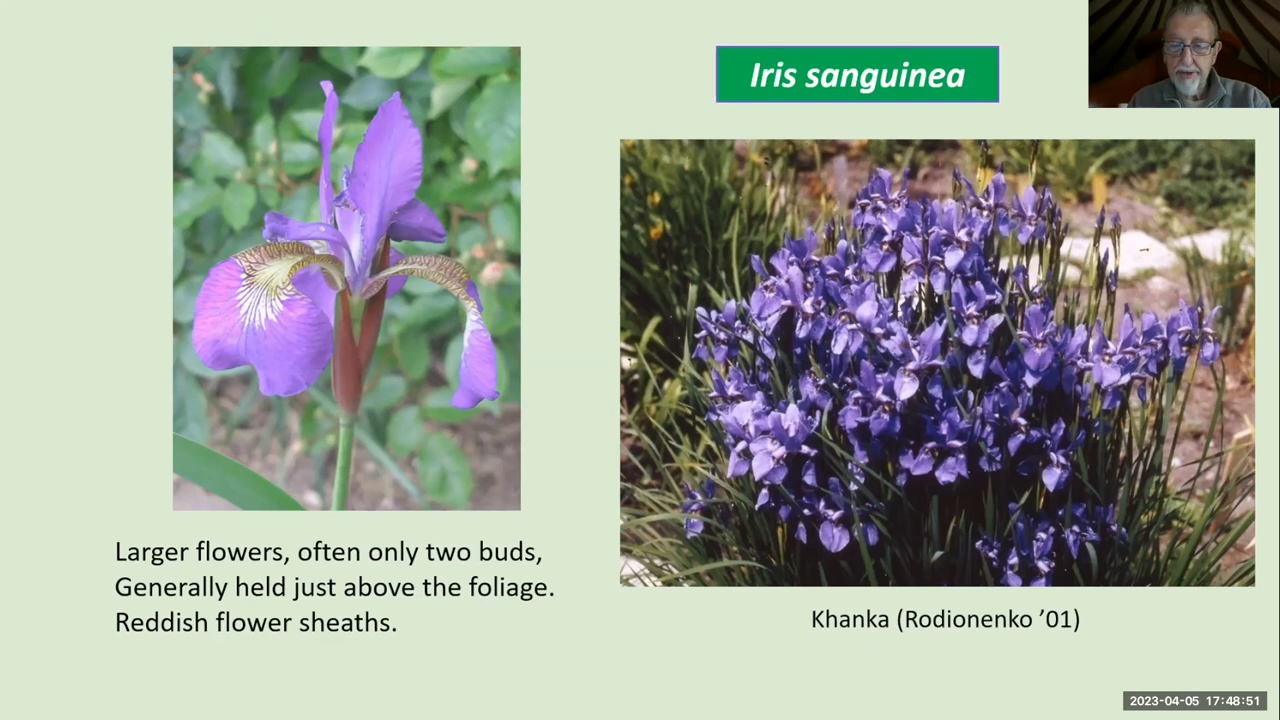 Iris sanguinea
Larger flowers, often only two buds,
Generally held just above the foliage.
Reddish flower sheaths.
Khanka (Rodionenko ’01)
2023-04-05 17:48:51